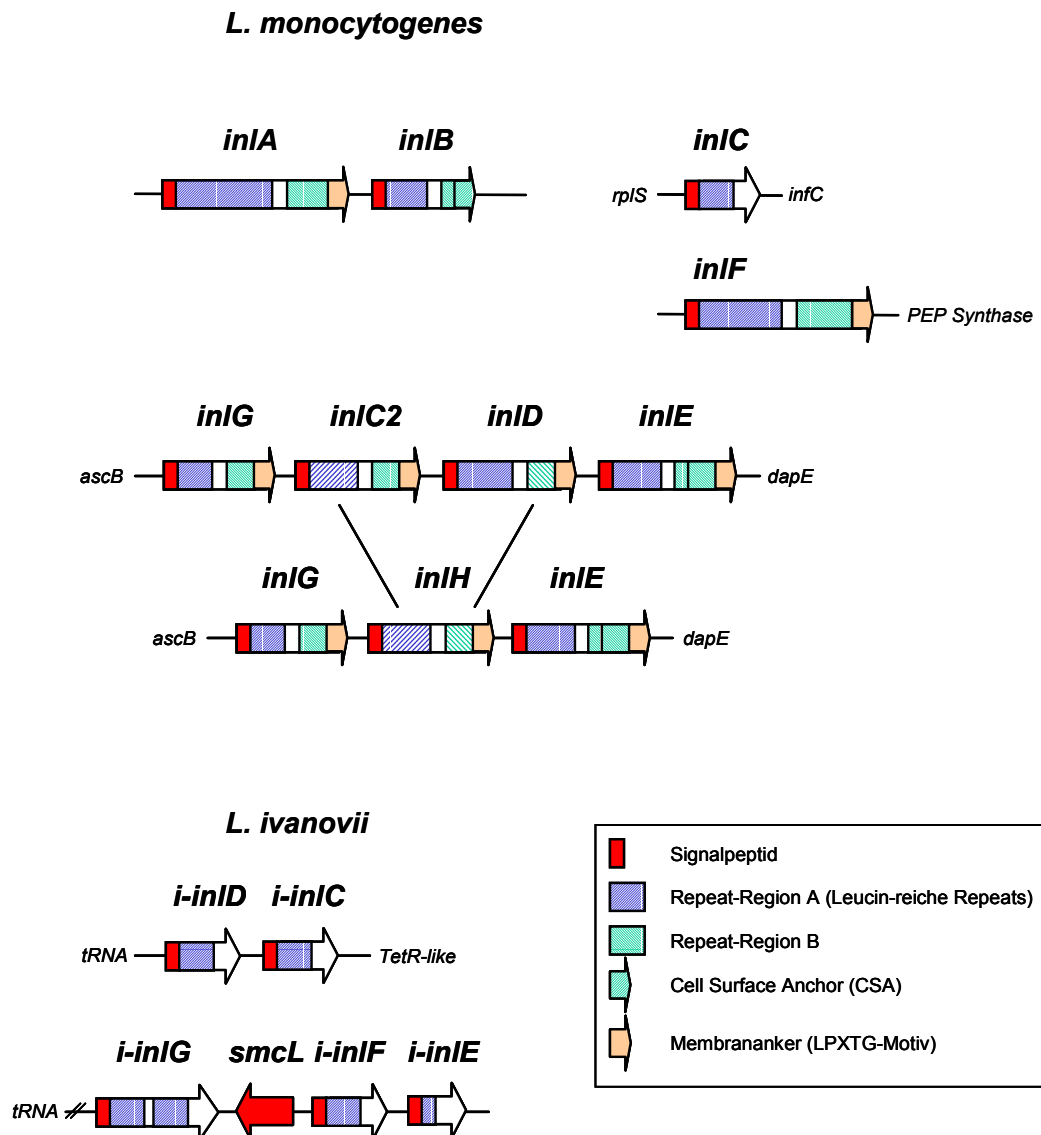 L. monocytogenes
inlA inlB inlC
rplS infC
inlF
PEP Synthase
inlG inlC2 inlD inlE
ascB dapE
inlG inlH inlE
ascB dapE
L. ivanovii
i-inlD i-inlC
tRNA TetR-like
i-inlG smcL i-inlF i-inlE
tRNA
Signalpeptid
Repeat-Region A (Leucin-reiche Repeats)
Repeat-Region B
Cell Surface Anchor (CSA)
Membrananker (LPXTG-Motiv)